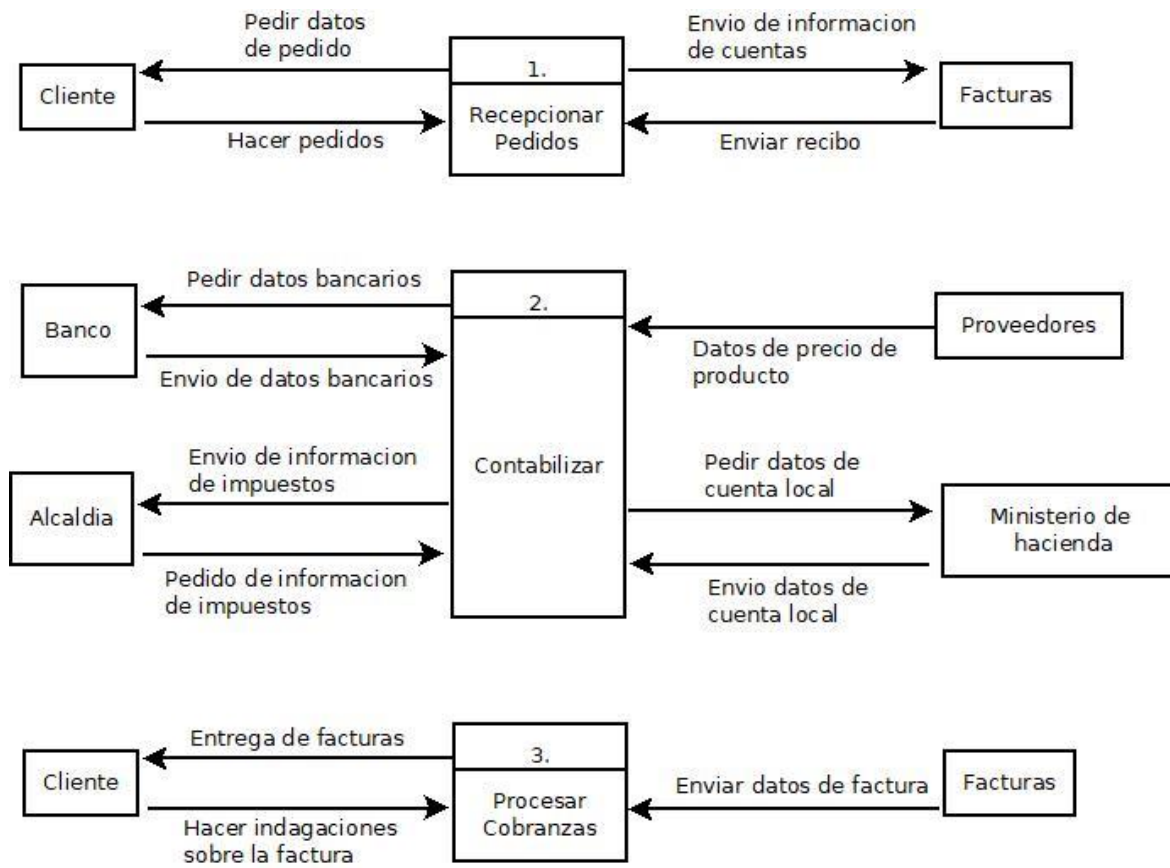 Pedir datos
de pedido
Envio de informacion
de cuentas
1.
Cliente
Facturas
Recepcionar
Pedidos
Hacer pedidos
Enviar recibo
Pedir datos bancarios
2.
Banco
Proveedores
Datos de precio de
producto
Envio de datos bancarios
Envio de informacion
de impuestos
Contabilizar
Pedir datos de
cuenta local
Alcaldia
Ministerio de
hacienda
Pedido de informacion
de impuestos
Envio datos de
cuenta local
Entrega de facturas
3.
Cliente
Enviar datos de factura
Facturas
Procesar
Cobranzas
Hacer indagaciones
sobre la factura